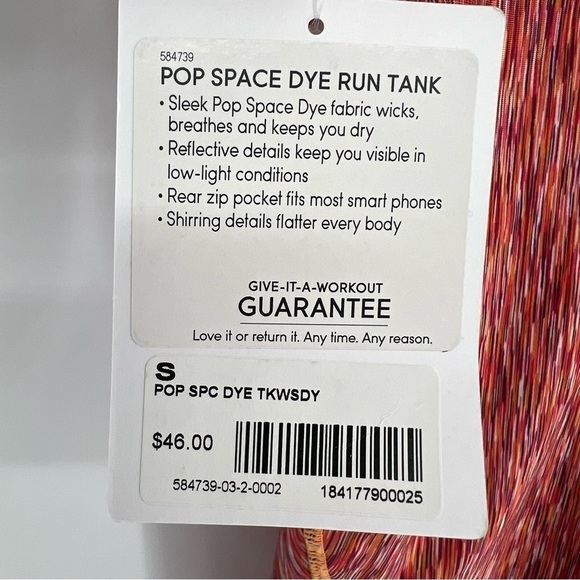 584739
POP SPACE DYE RUN TANK
• Sleek Pop Space Dye fabric wicks,
breathes and keeps you dry
• Reflective details keep you visible in
low-light conditions
• Rear zip pocket fits most smart phones
• Shirring details flatter every body
GIVE-IT-A-WORKOUT
GUARANTEE
Love it or return it. Any time. Any reason.
S
POP SPC DYE TKWSDY
$46.00
584739-03-2-0002 184177900025